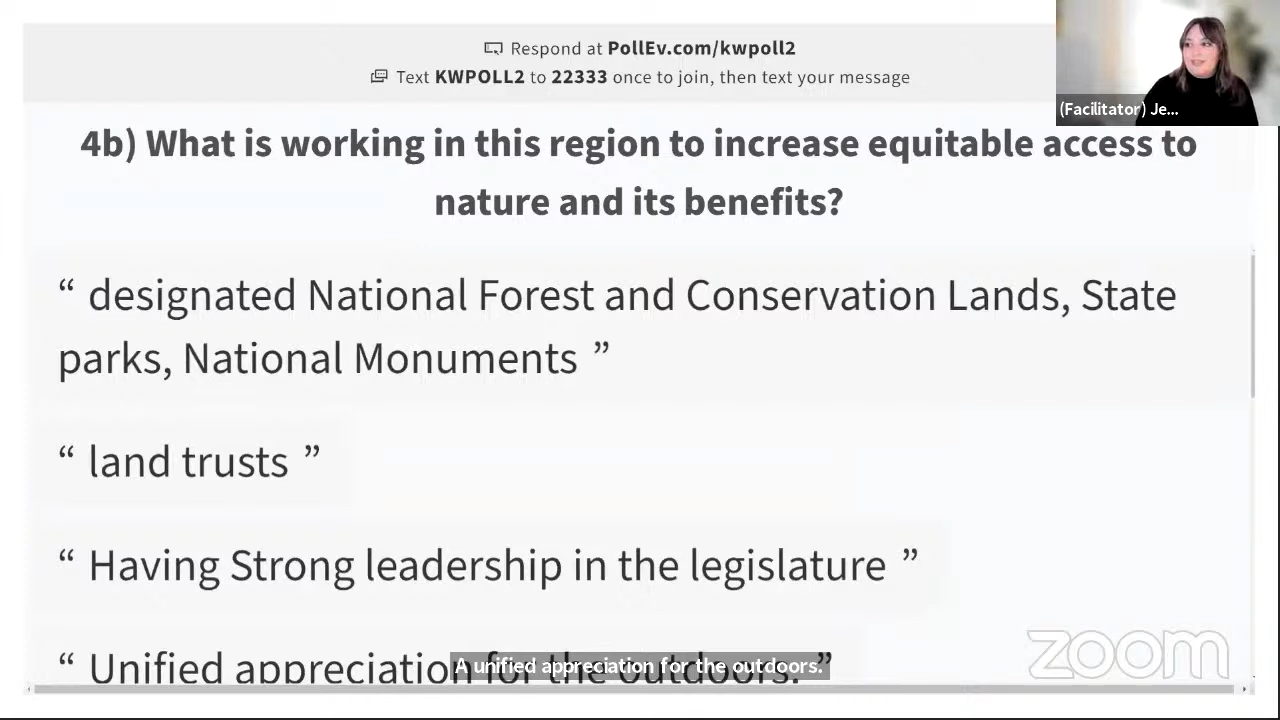 Respond at PollEv.com/kwpoll2
Text KWPOLL2 to 22333 once to join, then text your message
(Facilitator) Je...
4b) What is working in this region to increase equitable access to
nature and its benefits?
“ designated National Forest and Conservation Lands, State
parks, National Monuments ”
“ land trusts ”
“ Having Strong leadership in the legislature ”
“ Unified appreciation for the outdoors. ”
A unified appreciation for the outdoors.
zoom